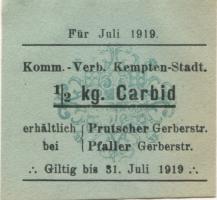 Für Juli 1919.
Komm.-Verb. Kempten-Stadt.
1/2 kg. Carbid
erhältlich Prutscher Gerberstr.
bei Pfaller Gerberstr.
∴ Giltig bis 31. Juli 1919 ∴